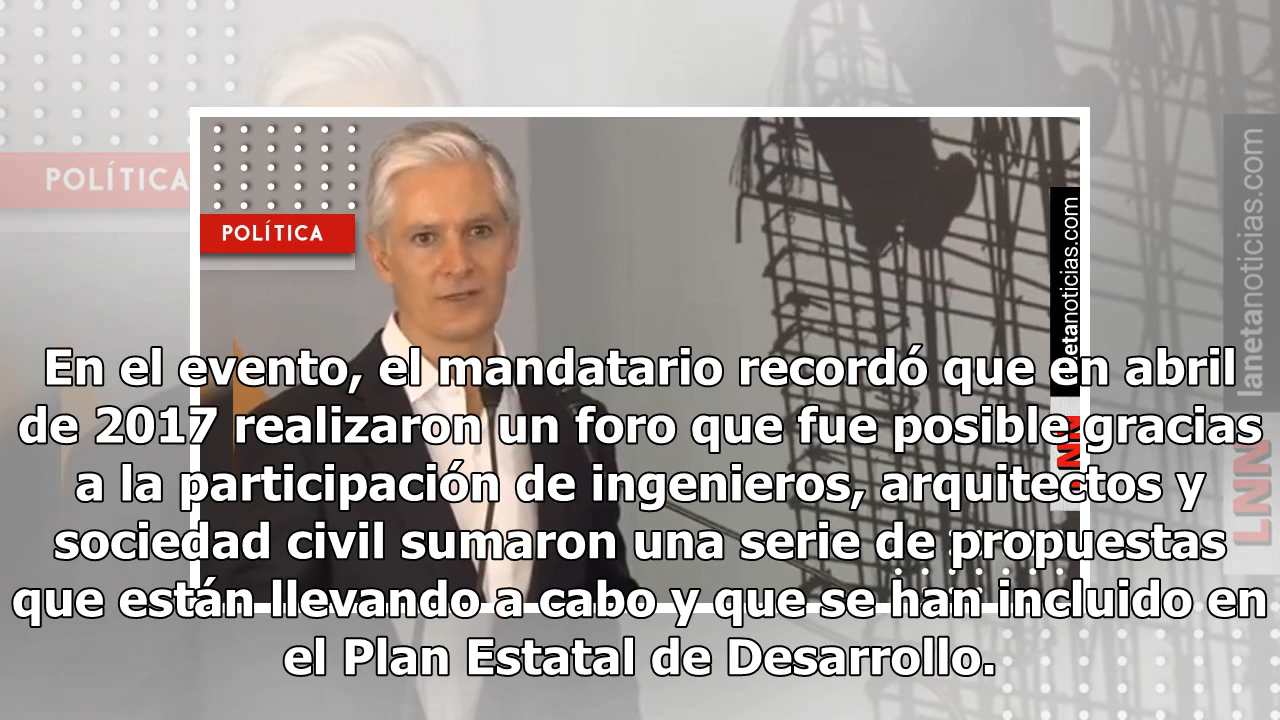 POLÍTICA
POLÍTICA
lanetanoticias.com
etanoticias.com
LNN
En el evento, el mandatario recordó que en abril
de 2017 realizaron un foro que fue posible gracias
a la participación de ingenieros, arquitectos y
sociedad civil sumaron una serie de propuestas
que están llevando a cabo y que se han incluido en
el Plan Estatal de Desarrollo.